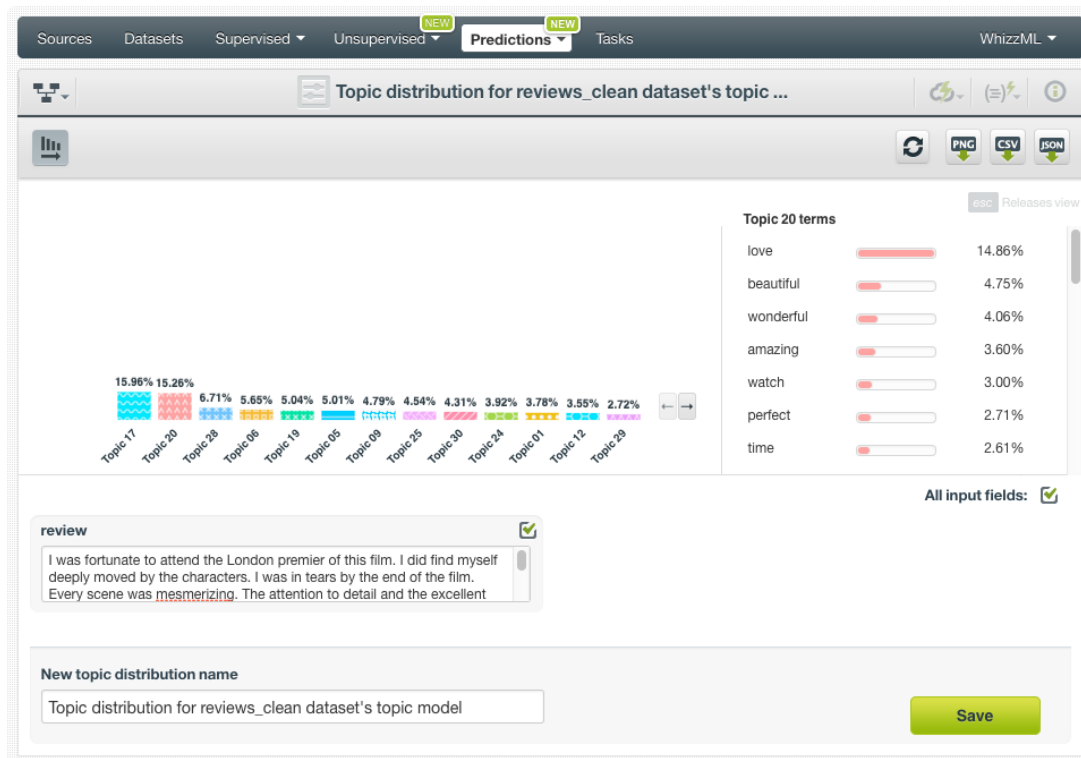 NEW
NEW
Sources Datasets Supervised Unsupervised Predictions Tasks WhizzML
Topic distribution for reviews_clean dataset's topic ...
PNG CSV JSON
esc Releases view
Topic 20 terms
love 14.86%
beautiful 4.75%
wonderful 4.06%
amazing 3.60%
watch 3.00%
perfect 2.71%
time 2.61%
15.96% 15.26% 6.71% 5.65% 5.04% 5.01% 4.79% 4.54% 4.31% 3.92% 3.78% 3.55% 2.72%
Topic 17 Topic 20 Topic 28 Topic 06 Topic 19 Topic 05 Topic 09 Topic 25 Topic 30 Topic 24 Topic 01 Topic 12 Topic 29
All input fields:
review
I was fortunate to attend the London premier of this film. I did find myself
deeply moved by the characters. I was in tears by the end of the film.
Every scene was mesmerizing. The attention to detail and the excellent
New topic distribution name
Topic distribution for reviews_clean dataset's topic model
Save